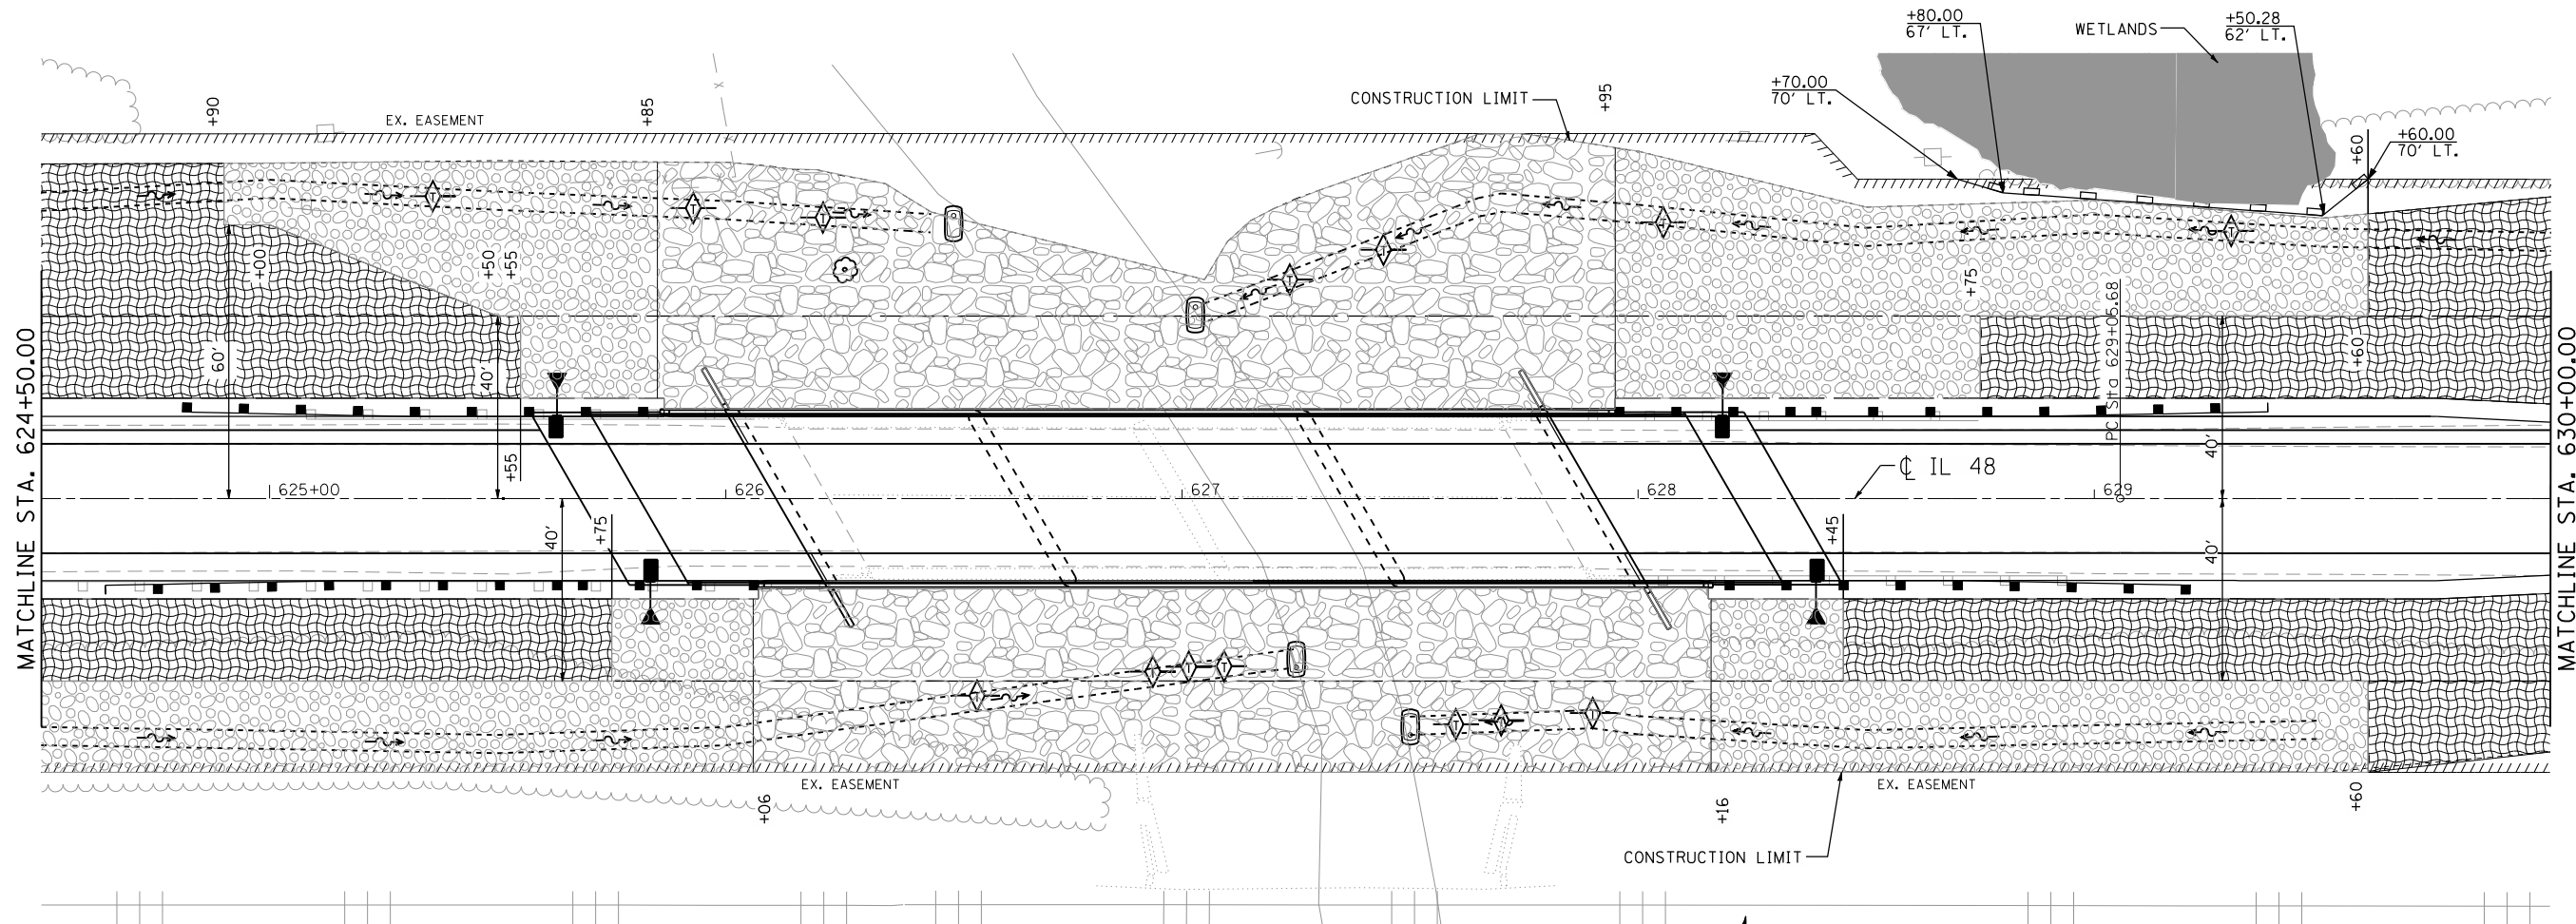 +80.00
67' LT.
WETLANDS
+50.28
62' LT.
+70.00
70' LT.
CONSTRUCTION LIMIT
+95
+90
EX. EASEMENT
+85
X
+60
+60.00
70' LT.
T
T
T
T
T
T
T
+00
+50
+55
+75
60'
40'
PC Sta 629+05.68
+60
MATCHLINE STA. 624+50.00
MATCHLINE STA. 630+00.00
+55
40'
℄ IL 48
625+00
626
627
628
629
40'
+75
+45
40'
T
T
T
T
T
T
T
EX. EASEMENT
EX. EASEMENT
+06
+16
+60
CONSTRUCTION LIMIT